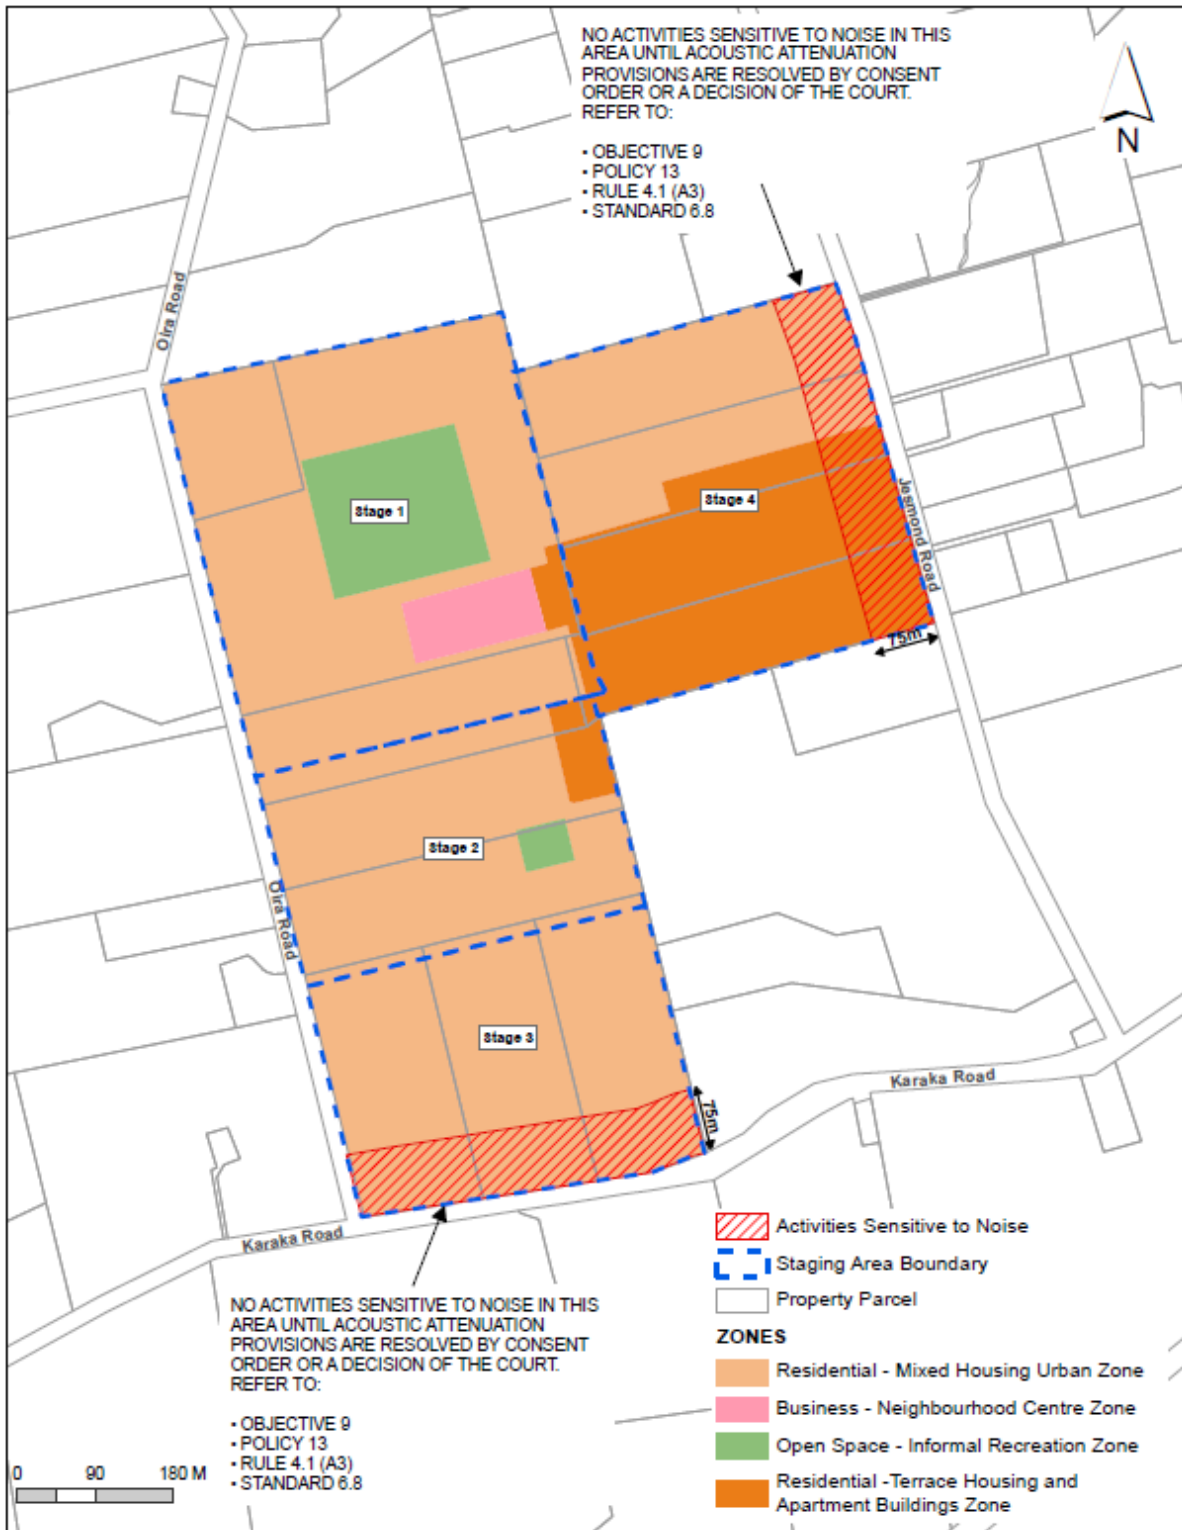 NO ACTIVITIES SENSITIVE TO NOISE IN THIS
AREA UNTIL ACOUSTIC ATTENUATION
PROVISIONS ARE RESOLVED BY CONSENT
ORDER OR A DECISION OF THE COURT.
REFER TO:
• OBJECTIVE 9
• POLICY 13
• RULE 4.1 (A3)
• STANDARD 6.8
N
Oira Road
Stage 1
Stage 4
Jesmond Road
75m
Stage 2
Oira Road
Stage 3
75m
Karaka Road
Karaka Road
NO ACTIVITIES SENSITIVE TO NOISE IN THIS
AREA UNTIL ACOUSTIC ATTENUATION
PROVISIONS ARE RESOLVED BY CONSENT
ORDER OR A DECISION OF THE COURT.
REFER TO:
• OBJECTIVE 9
• POLICY 13
• RULE 4.1 (A3)
• STANDARD 6.8
0 90 180 M
Activities Sensitive to Noise
Staging Area Boundary
Property Parcel
ZONES
Residential - Mixed Housing Urban Zone
Business - Neighbourhood Centre Zone
Open Space - Informal Recreation Zone
Residential -Terrace Housing and
Apartment Buildings Zone